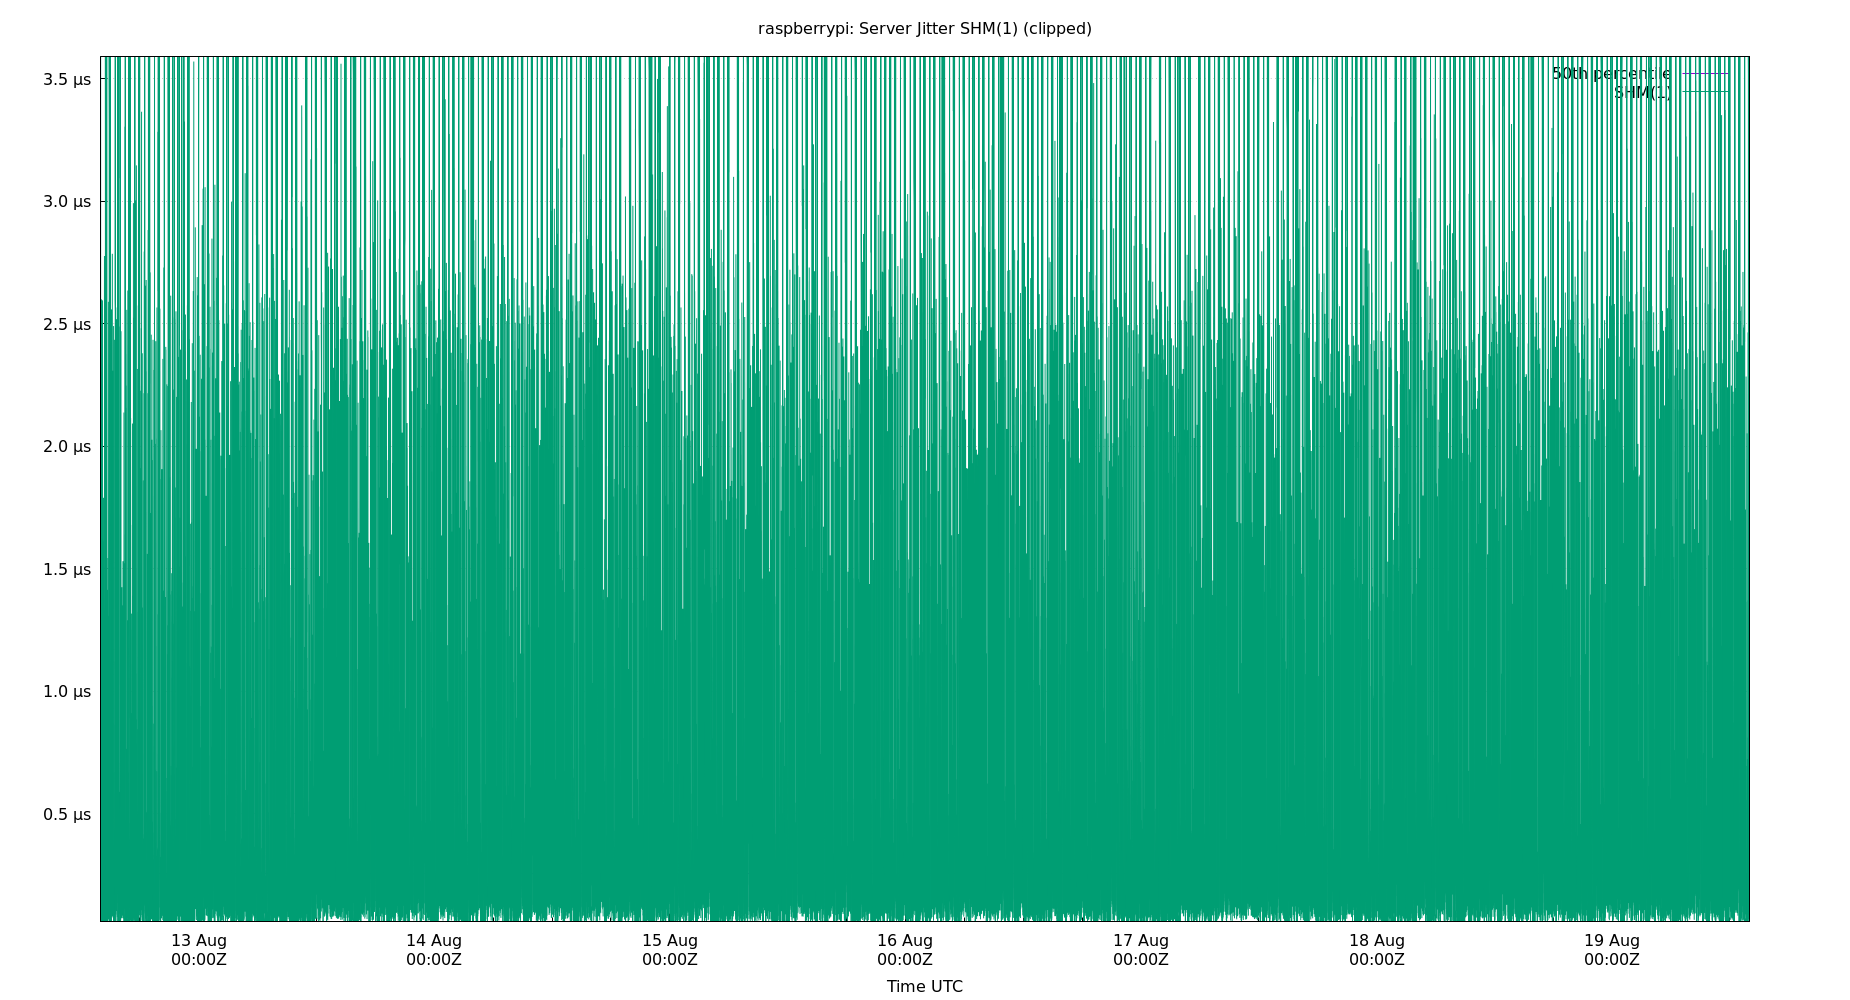 raspberrypi: Server Jitter SHM(1) (clipped)
3.5 µs
50th percentile
SHM(1)
3.0 µs
2.5 µs
2.0 µs
1.5 µs
1.0 µs
0.5 µs
13 Aug 14 Aug 15 Aug 16 Aug 17 Aug 18 Aug 19 Aug
00:00Z 00:00Z 00:00Z 00:00Z 00:00Z 00:00Z 00:00Z
Time UTC